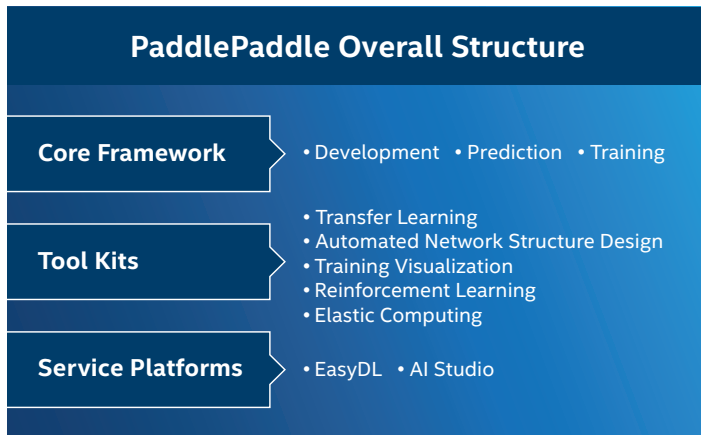 PaddlePaddle Overall Structure
Core Framework
• Development • Prediction • Training
Tool Kits
• Transfer Learning
• Automated Network Structure Design
• Training Visualization
• Reinforcement Learning
• Elastic Computing
Service Platforms
• EasyDL • AI Studio